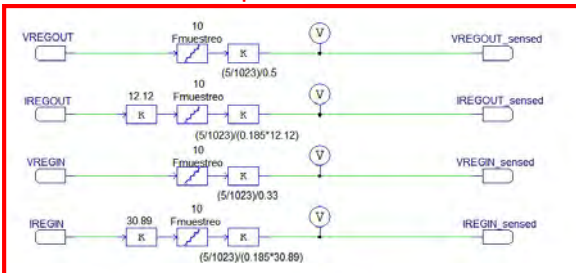 10
VREGOUT Fmuestreo V VREGOUT_sensed
K
(5/1023)/0.5
10
IREGOUT 12.12 Fmuestreo V IREGOUT_sensed
K K
(5/1023)/(0.185*12.12)
10
VREGIN Fmuestreo V VREGIN_sensed
K
(5/1023)/0.33
10
IREGIN 30.89 Fmuestreo V IREGIN_sensed
K K
(5/1023)/(0.185*30.89)